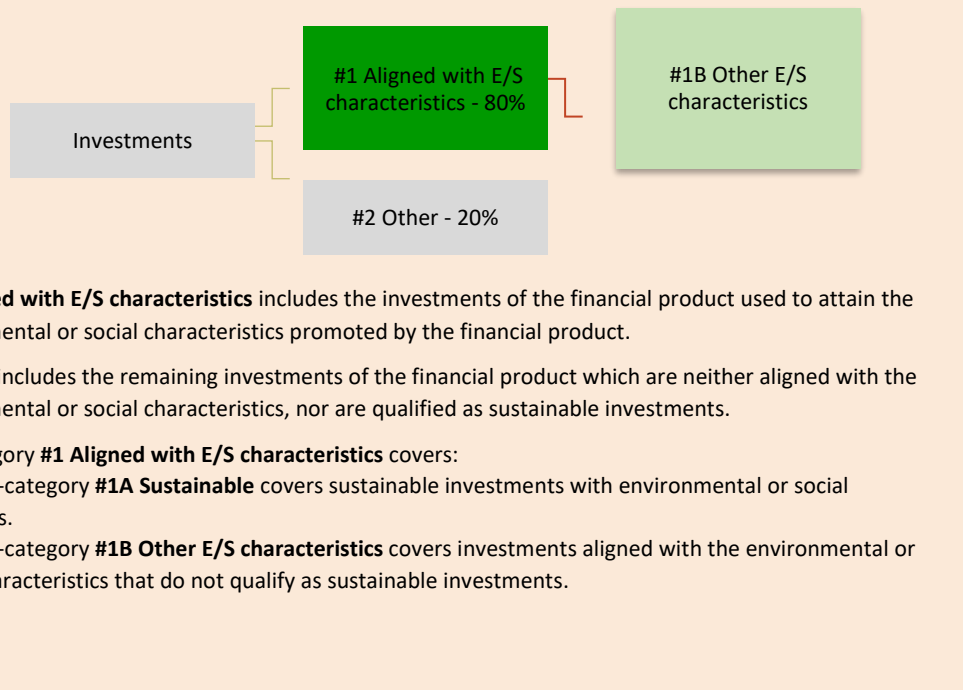 #1 Aligned with E/S
characteristics - 80%
#1B Other E/S
characteristics
Investments
#2 Other - 20%
ed with E/S characteristics includes the investments of the financial product used to attain the
ental or social characteristics promoted by the financial product.
includes the remaining investments of the financial product which are neither aligned with the
ental or social characteristics, nor are qualified as sustainable investments.
gory #1 Aligned with E/S characteristics covers:
-category #1A Sustainable covers sustainable investments with environmental or social
s.
-category #1B Other E/S characteristics covers investments aligned with the environmental or
aracteristics that do not qualify as sustainable investments.